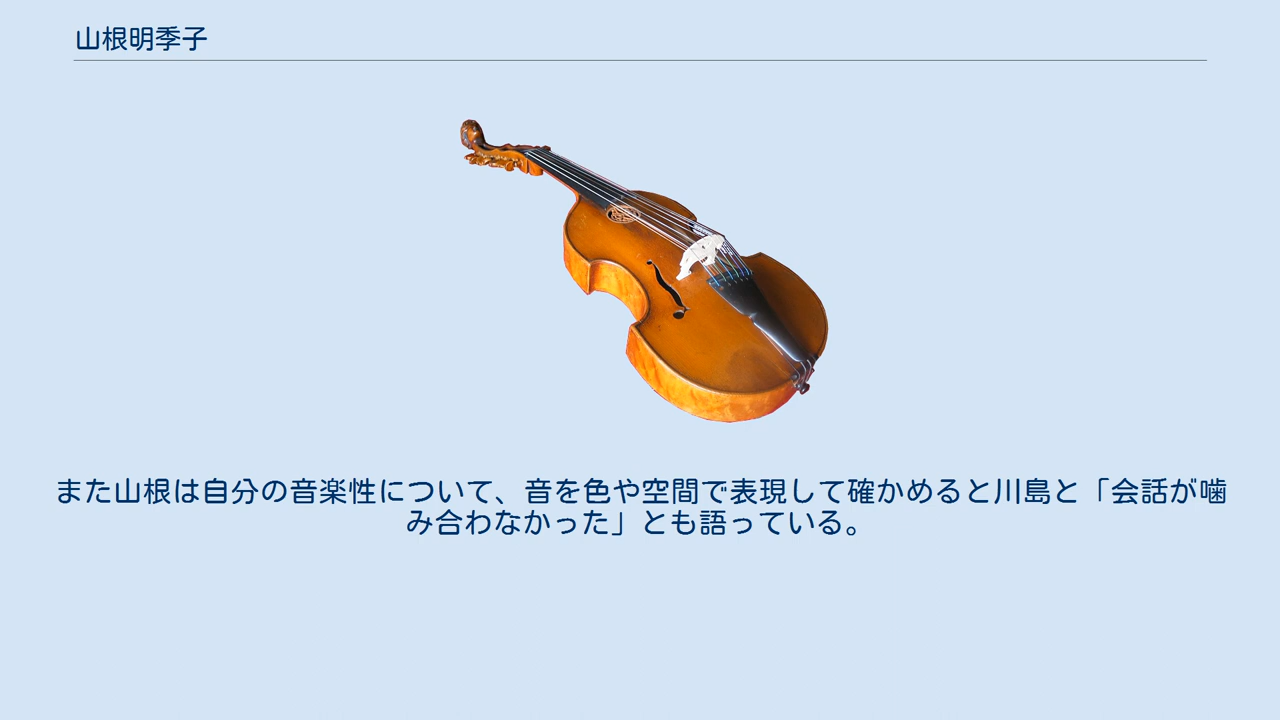 山根明季子
また山根は自分の音楽性について、音を色や空間で表現して確かめると川島と「会話が噛
み合わなかった」とも語っている。